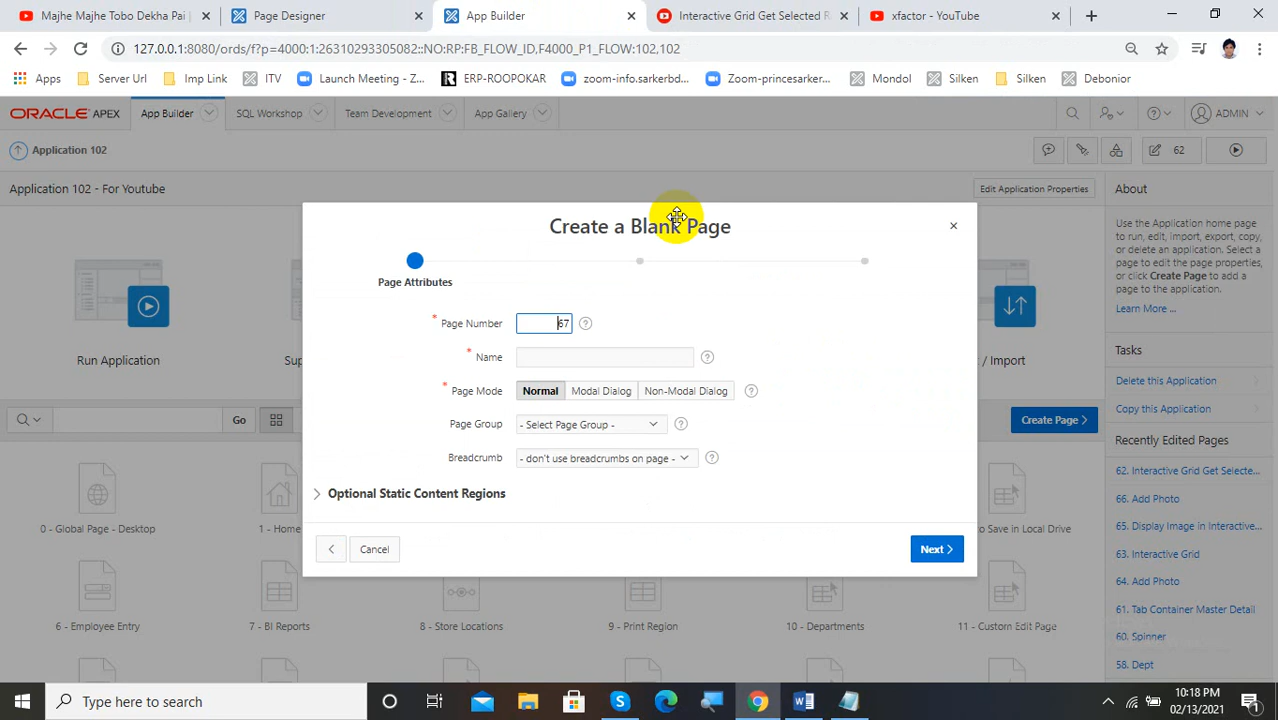 Majhe Majhe Tobo Dekha Pai
Page Designer
App Builder
Interactive Grid Get Selected R
xfactor - YouTube
127.0.0.1:8080/ords/f?p=4000:1:26310293305082::NO:RP:FB_FLOW_ID,F4000_P1_FLOW:102,102
Apps
Server Url
Imp Link
ITV
Launch Meeting - Z...
ERP-ROOPOKAR
zoom-info.sarkerbd...
Zoom-princesarker...
Mondol
Silken
Silken
Debonior
ORACLE APEX
App Builder
SQL Workshop
Team Development
App Gallery
ADMIN
Application 102
62
Application 102 - For Youtube
Edit Application Properties
About
Use the Application home page
to run, edit, import, export, copy,
or delete an application. Select a
page to edit the page properties,
or click Create Page to add a
page to the application.
Learn More ...
Create a Blank Page
Page Attributes
* Page Number
67
* Name
* Page Mode
Normal
Modal Dialog
Non-Modal Dialog
Page Group
- Select Page Group -
Breadcrumb
- don't use breadcrumbs on page -
Optional Static Content Regions
Cancel
Next
Run Application
Sup
/ Import
Go
Create Page
Tasks
Delete this Application
Copy this Application
Recently Edited Pages
62. Interactive Grid Get Selecte...
66. Add Photo
65. Display Image in Interactive...
63. Interactive Grid
64. Add Photo
61. Tab Container Master Detail
60. Spinner
58. Dept
0 - Global Page - Desktop
1 - Home
to Save in Local Drive
6 - Employee Entry
7 - BI Reports
8 - Store Locations
9 - Print Region
10 - Departments
11 - Custom Edit Page
Type here to search
10:18 PM
02/13/2021
1